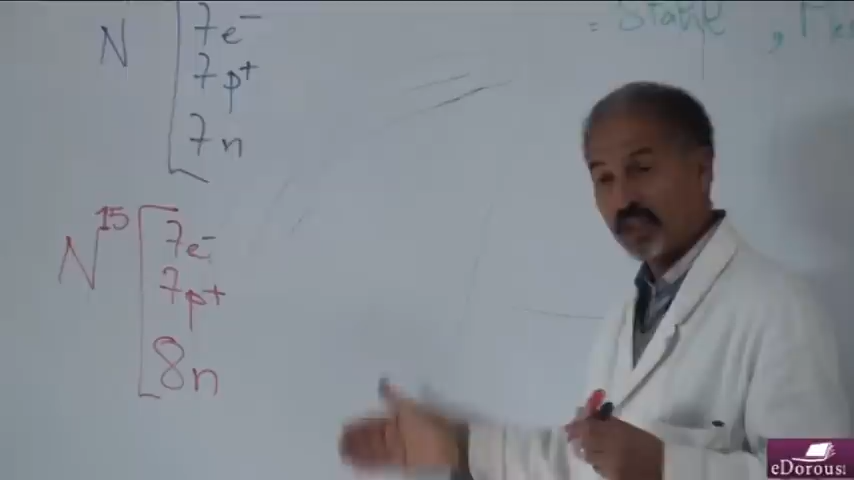 N 7e⁻
7p⁺
7n
= Stable ,
N¹⁵ 7e⁻
7p⁺
8n
eDorous!